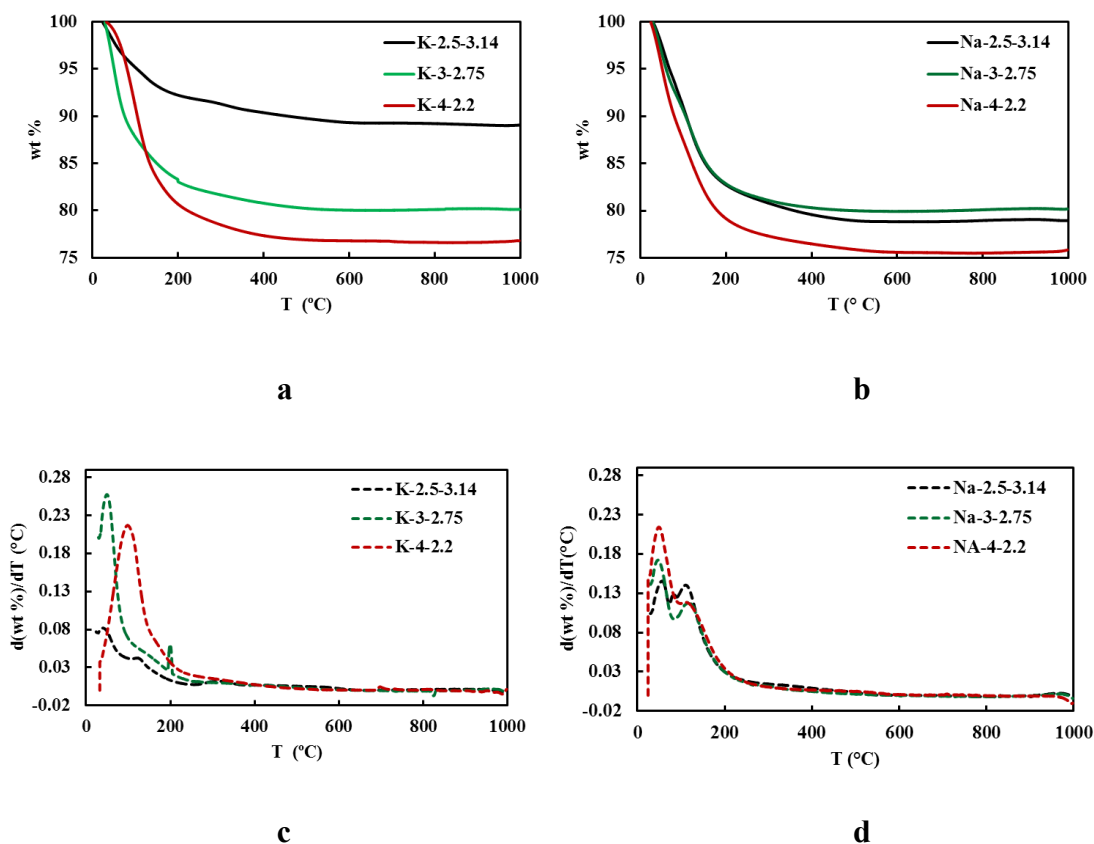 100
95
90
85
80
75
wt %
K-2.5-3.14
K-3-2.75
K-4-2.2
0 200 400 600 800 1000
T (ºC)
a
100
95
90
85
80
75
wt %
Na-2.5-3.14
Na-3-2.75
Na-4-2.2
0 200 400 600 800 1000
T (° C)
b
0.28
0.23
0.18
0.13
0.08
0.03
-0.02
d(wt %)/dT (°C)
K-2.5-3.14
K-3-2.75
K-4-2.2
0 200 400 600 800 1000
T (ºC)
c
0.28
0.23
0.18
0.13
0.08
0.03
-0.02
d(wt %)/dT(°C)
Na-2.5-3.14
Na-3-2.75
NA-4-2.2
0 200 400 600 800 1000
T (°C)
d